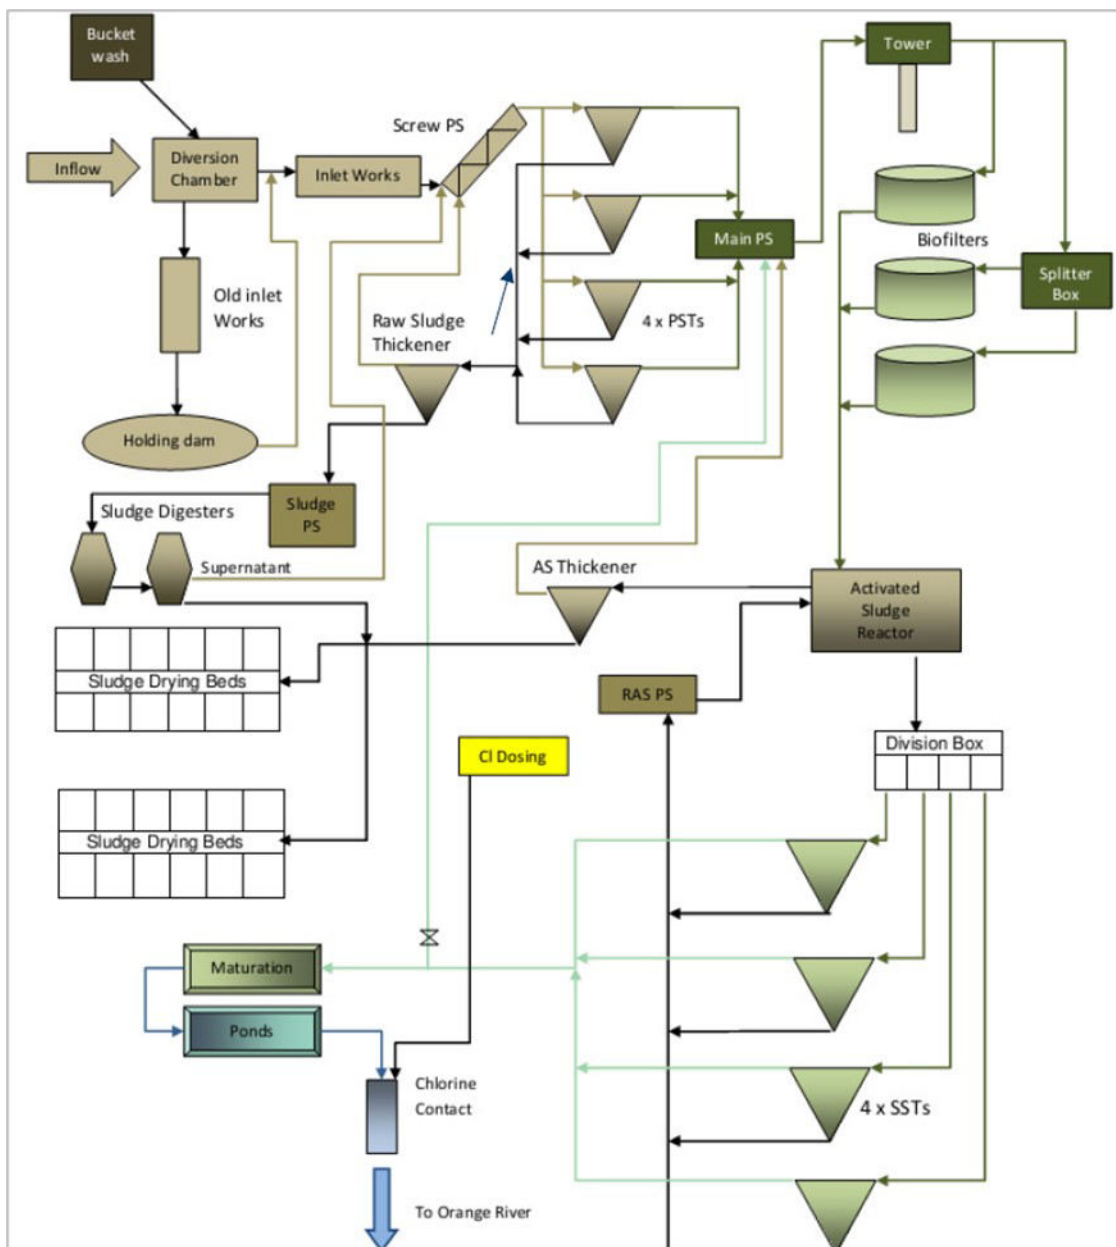 Bucket
wash
Tower
Screw PS
Inflow
Diversion
Chamber
Inlet Works
Main PS
Biofilters
Splitter
Box
Old inlet
Works
Raw Sludge
Thickener
4 x PSTs
Holding dam
Sludge Digesters
Sludge
PS
Supernatant
AS Thickener
Activated
Sludge
Reactor
Sludge Drying Beds
RAS PS
Division Box
Cl Dosing
Sludge Drying Beds
Maturation
Ponds
Chlorine
Contact
4 x SSTs
To Orange River